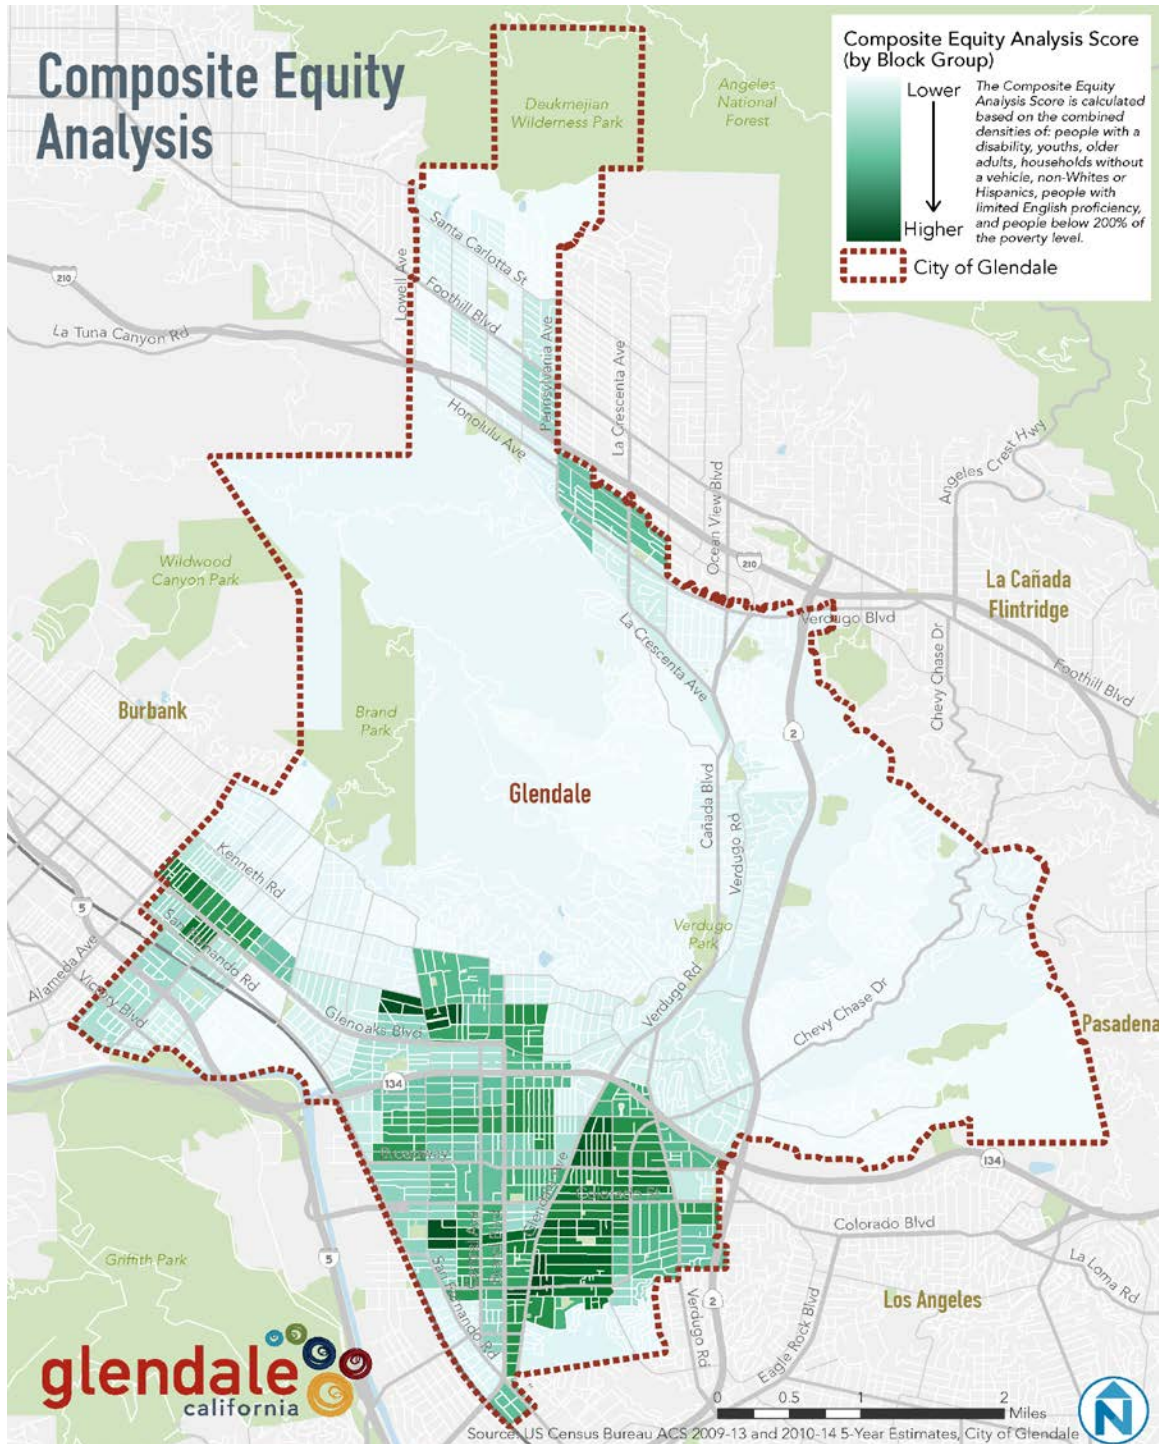 Composite Equity
Analysis
Composite Equity Analysis Score
(by Block Group)
Lower
Higher
The Composite Equity
Analysis Score is calculated
based on the combined
densities of: people with a
disability, youths, older
adults, households without
a vehicle, non-Whites or
Hispanics, people with
limited English proficiency,
and people below 200% of
the poverty level.
City of Glendale
Deukmejian
Wilderness Park
Angeles
National
Forest
Santa Carlotta St
Lowell Ave
Foothill Blvd
210
La Tuna Canyon Rd
Pennsylvania Ave
La Crescenta Ave
Honolulu Ave
Angeles Crest Hwy
Ocean View Blvd
210
Wildwood
Canyon Park
La Cañada
Flintridge
Verdugo Blvd
La Crescenta Ave
Chevy Chase Dr
Foothill Blvd
Burbank
Brand
Park
2
Glendale
Cañada Blvd
Verdugo Rd
Kenneth Rd
5
San Fernando Rd
Alameda Ave
Victory Blvd
Verdugo
Park
Verdugo Rd
Chevy Chase Dr
Glenoaks Blvd
Pasadena
134
Broadway
134
Glendale Ave
Colorado St
Colorado Blvd
La Loma Rd
Griffith Park
5
San Fernando Rd
2
Verdugo Rd
Eagle Rock Blvd
Los Angeles
glendale
california
0 0.5 1 2
Miles
N
Source: US Census Bureau ACS 2009-13 and 2010-14 5-Year Estimates, City of Glendale